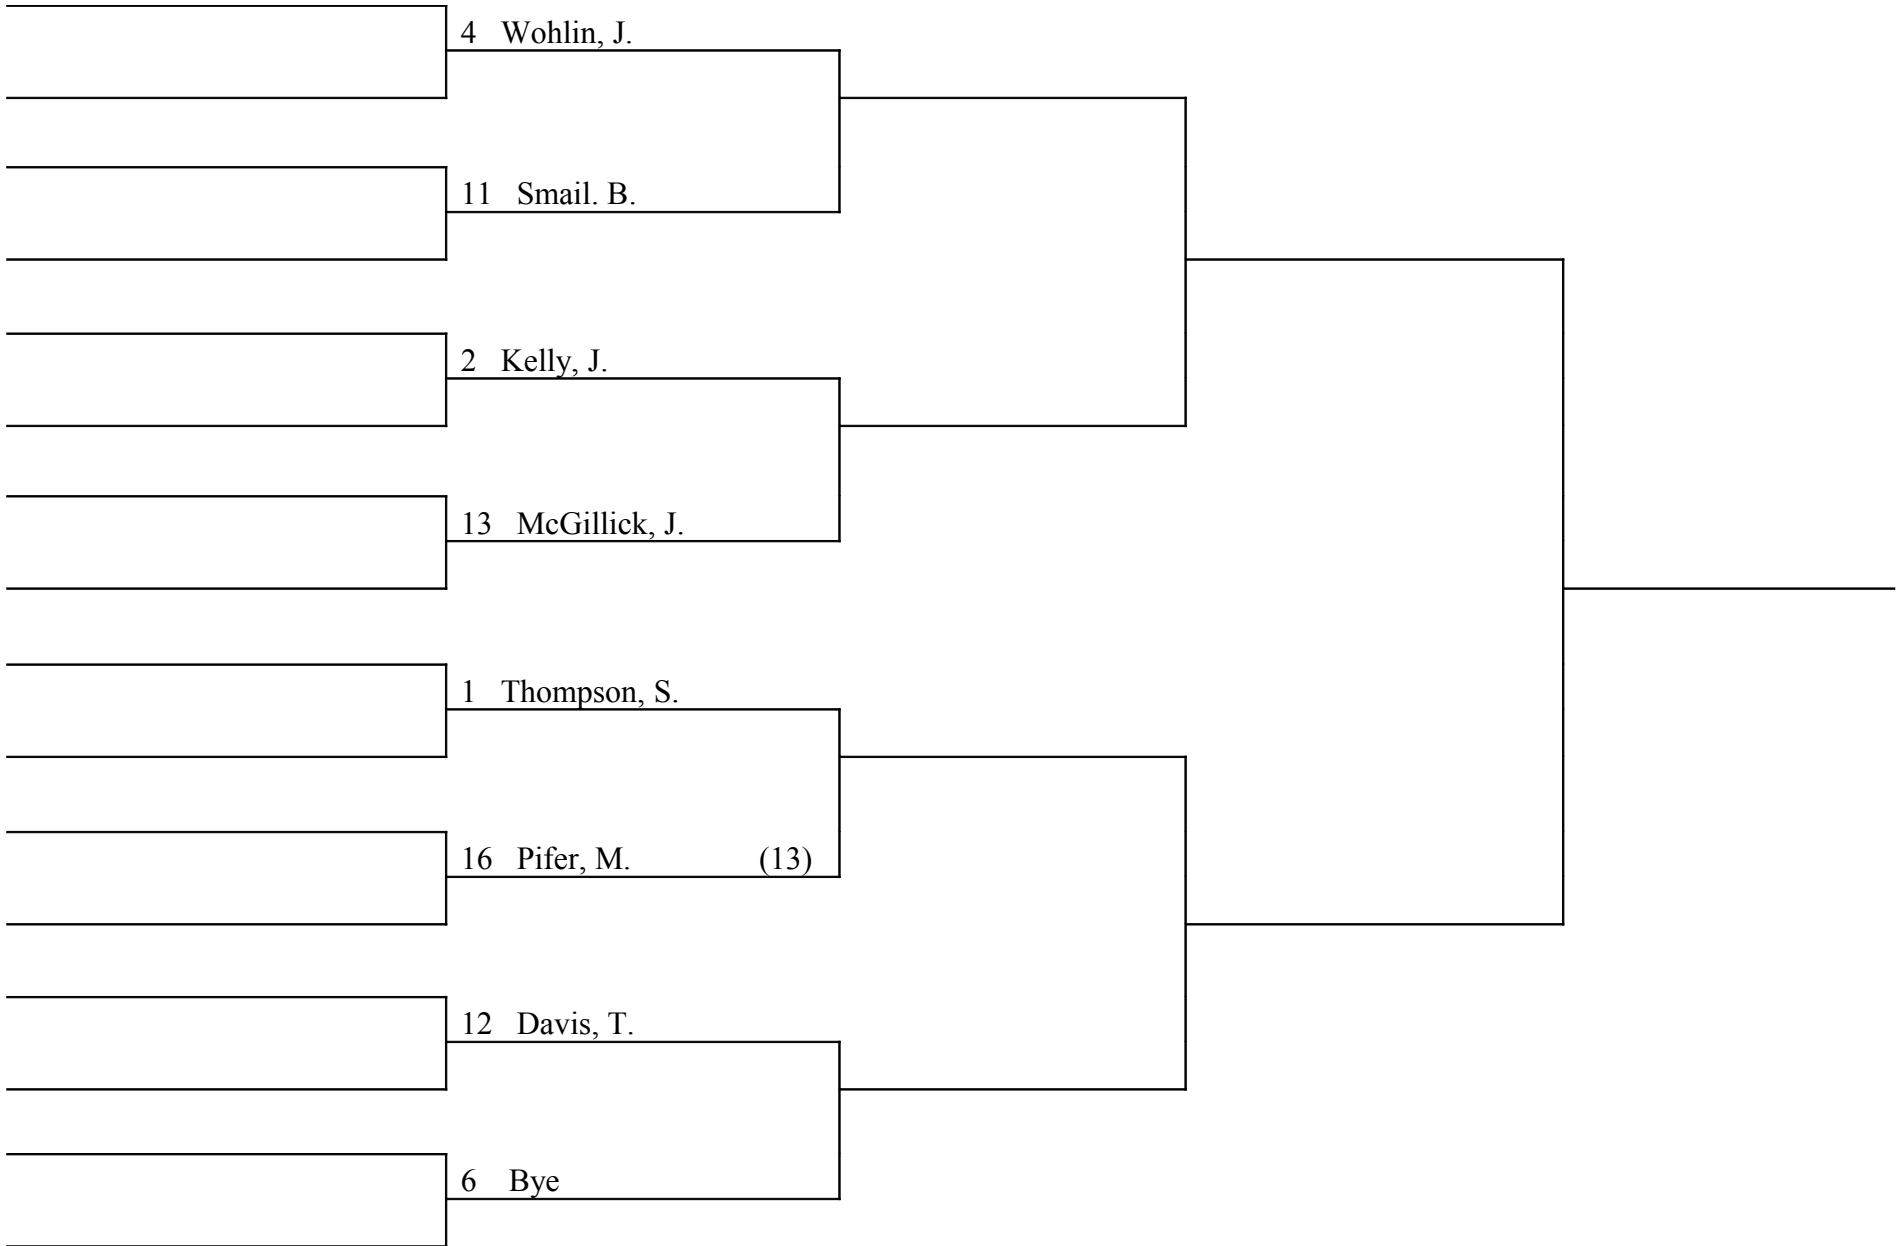 4 Wohlin, J.
11 Smail. B.
2 Kelly, J.
13 McGillick, J.
1 Thompson, S.
16 Pifer, M. (13)
12 Davis, T.
6 Bye